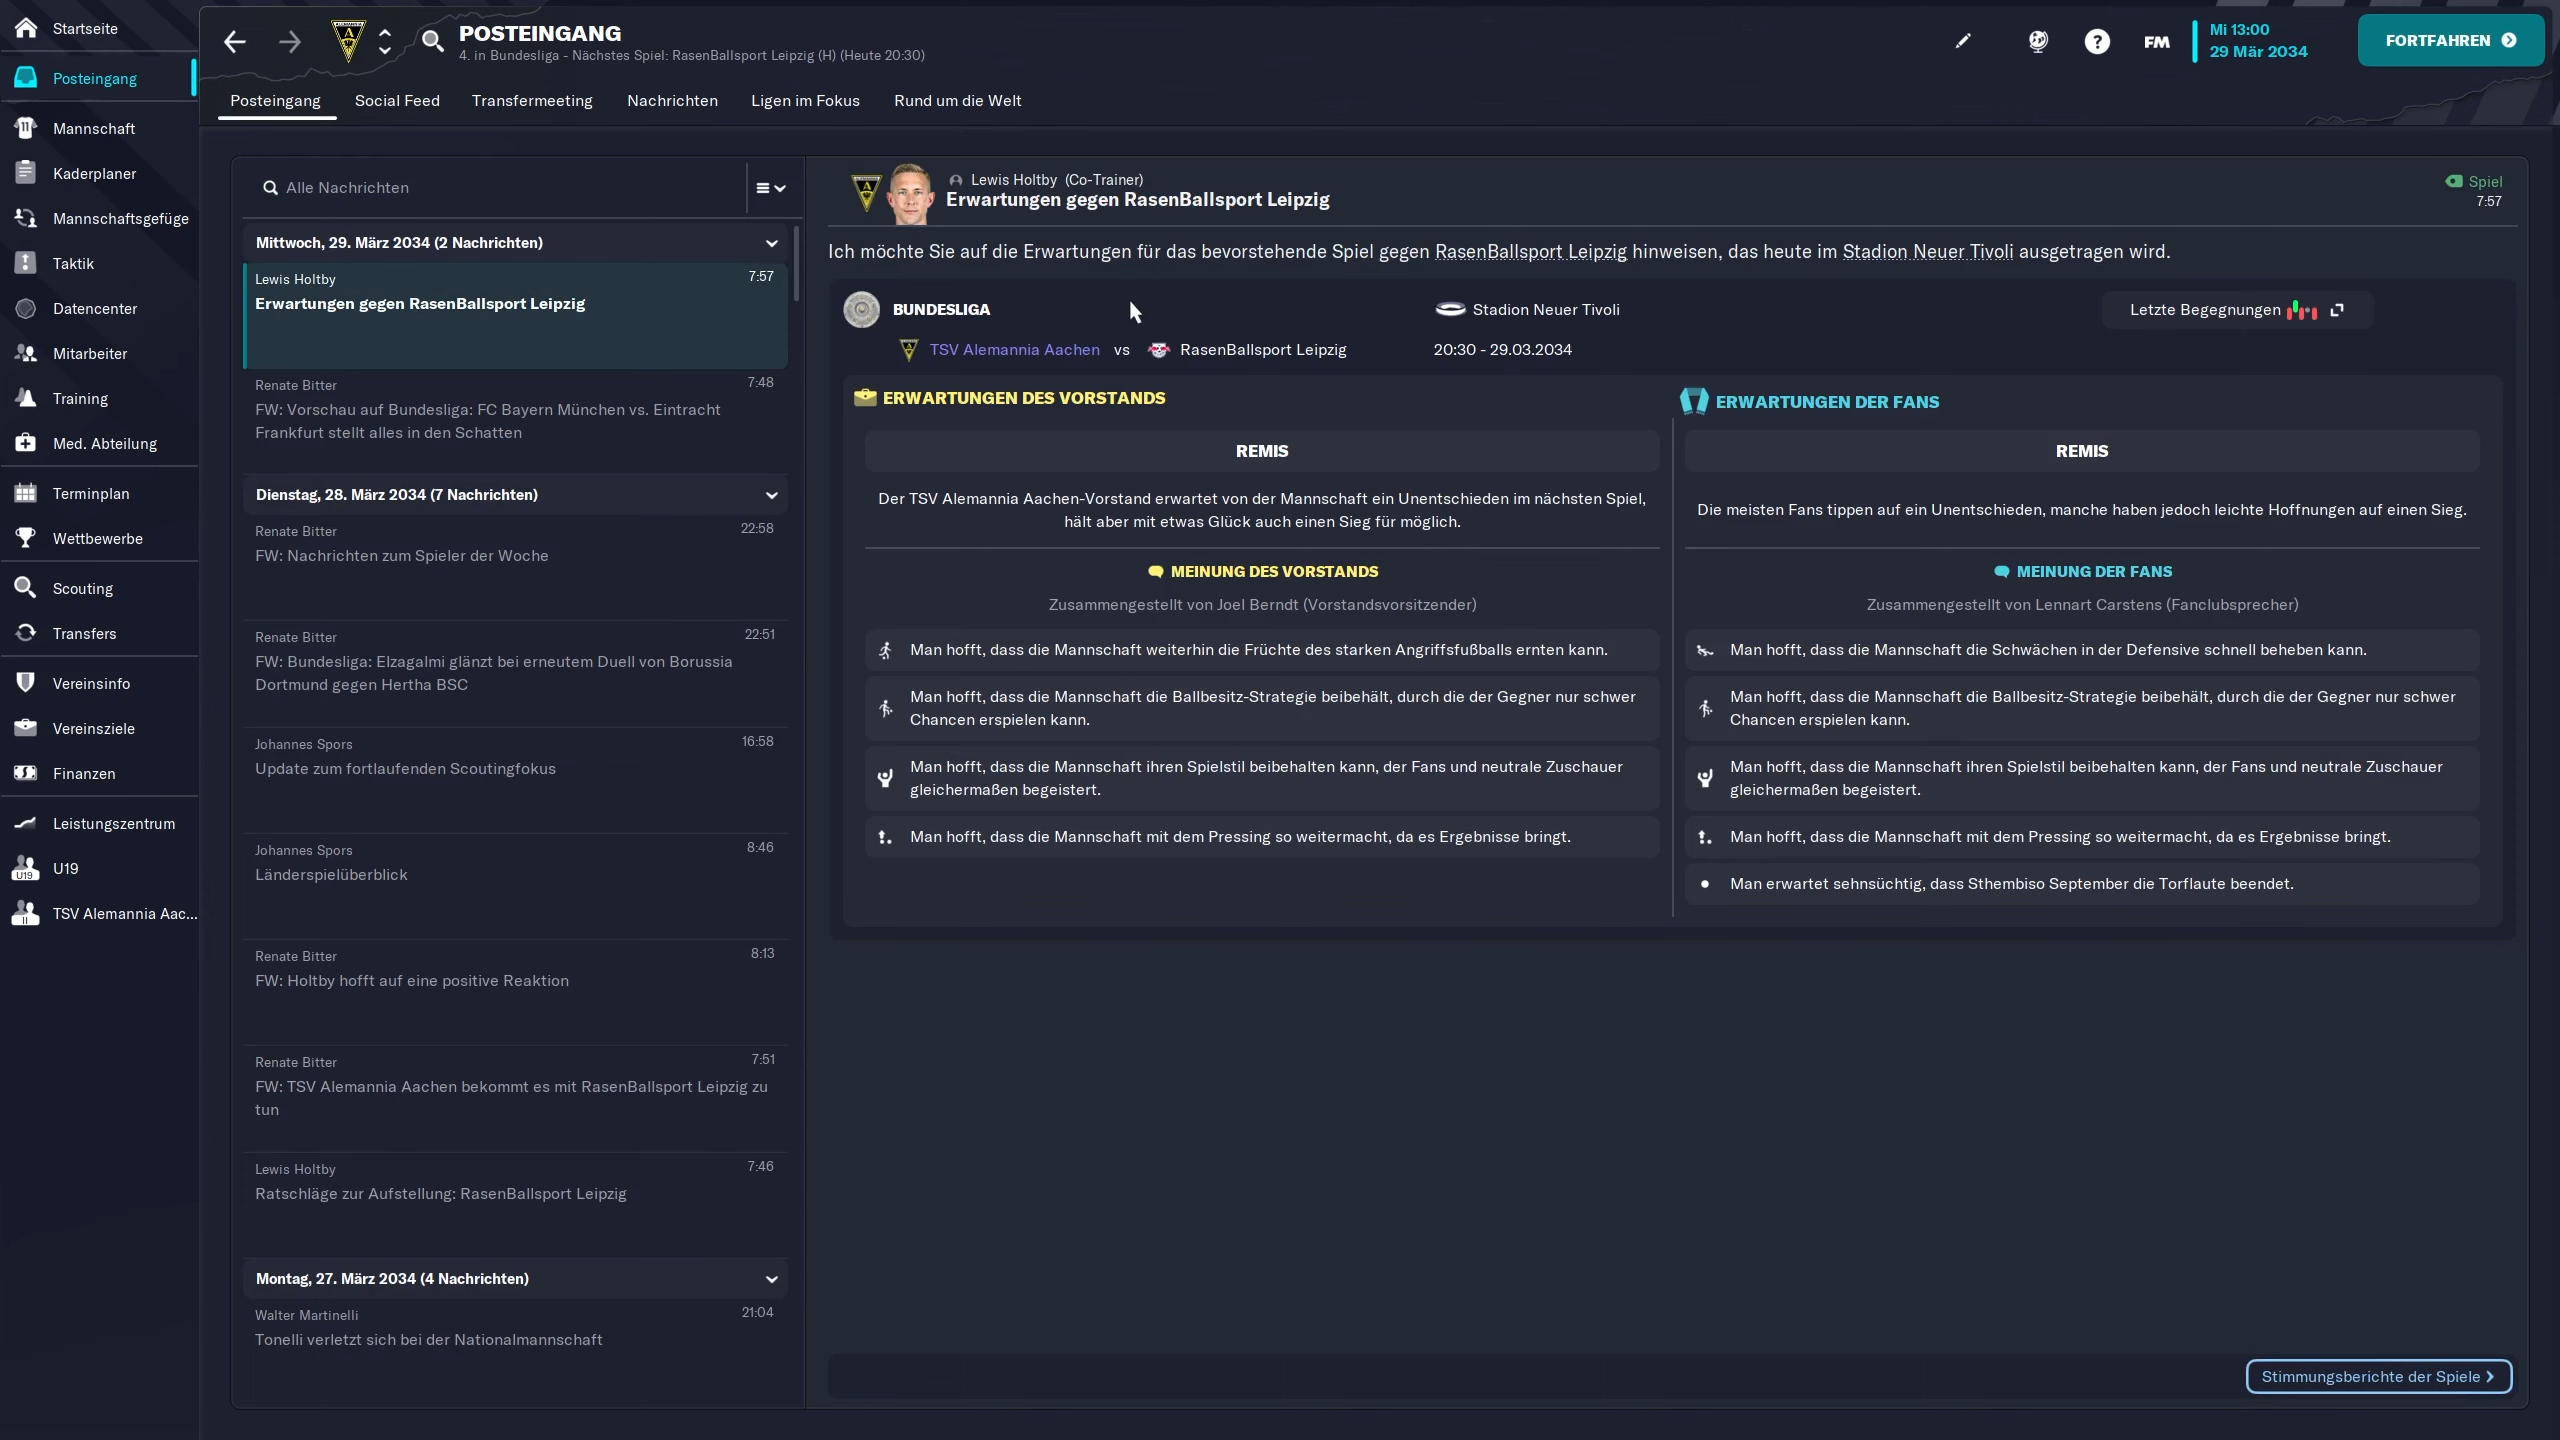 Startseite
Posteingang
Mannschaft
Kaderplaner
Mannschaftsgefüge
Taktik
Datencenter
Mitarbeiter
Training
Med. Abteilung
Terminplan
Wettbewerbe
Scouting
Transfers
Vereinsinfo
Vereinsziele
Finanzen
Leistungszentrum
U19
U19
II
TSV Alemannia Aac...
POSTEINGANG
4. in Bundesliga - Nächstes Spiel: RasenBallsport Leipzig (H) (Heute 20:30)
FM
Mi 13:00
29 Mär 2034
FORTFAHREN
Posteingang
Social Feed
Transfermeeting
Nachrichten
Ligen im Fokus
Rund um die Welt
Alle Nachrichten
Mittwoch, 29. März 2034 (2 Nachrichten)
Lewis Holtby 7:57
Erwartungen gegen RasenBallsport Leipzig
Renate Bitter 7:48
FW: Vorschau auf Bundesliga: FC Bayern München vs. Eintracht
Frankfurt stellt alles in den Schatten
Dienstag, 28. März 2034 (7 Nachrichten)
Renate Bitter 22:58
FW: Nachrichten zum Spieler der Woche
Renate Bitter 22:51
FW: Bundesliga: Elzagalmi glänzt bei erneutem Duell von Borussia
Dortmund gegen Hertha BSC
Johannes Spors 16:58
Update zum fortlaufenden Scoutingfokus
Johannes Spors 8:46
Länderspielüberblick
Renate Bitter 8:13
FW: Holtby hofft auf eine positive Reaktion
Renate Bitter 7:51
FW: TSV Alemannia Aachen bekommt es mit RasenBallsport Leipzig zu
tun
Lewis Holtby 7:46
Ratschläge zur Aufstellung: RasenBallsport Leipzig
Montag, 27. März 2034 (4 Nachrichten)
Walter Martinelli 21:04
Tonelli verletzt sich bei der Nationalmannschaft
Lewis Holtby (Co-Trainer)
Erwartungen gegen RasenBallsport Leipzig
Spiel
7:57
Ich möchte Sie auf die Erwartungen für das bevorstehende Spiel gegen RasenBallsport Leipzig hinweisen, das heute im Stadion Neuer Tivoli ausgetragen wird.
BUNDESLIGA
Stadion Neuer Tivoli
Letzte Begegnungen
TSV Alemannia Aachen vs RasenBallsport Leipzig
20:30 - 29.03.2034
ERWARTUNGEN DES VORSTANDS
REMIS
Der TSV Alemannia Aachen-Vorstand erwartet von der Mannschaft ein Unentschieden im nächsten Spiel,
hält aber mit etwas Glück auch einen Sieg für möglich.
MEINUNG DES VORSTANDS
Zusammengestellt von Joel Berndt (Vorstandsvorsitzender)
Man hofft, dass die Mannschaft weiterhin die Früchte des starken Angriffsfußballs ernten kann.
Man hofft, dass die Mannschaft die Ballbesitz-Strategie beibehält, durch die der Gegner nur schwer
Chancen erspielen kann.
Man hofft, dass die Mannschaft ihren Spielstil beibehalten kann, der Fans und neutrale Zuschauer
gleichermaßen begeistert.
Man hofft, dass die Mannschaft mit dem Pressing so weitermacht, da es Ergebnisse bringt.
ERWARTUNGEN DER FANS
REMIS
Die meisten Fans tippen auf ein Unentschieden, manche haben jedoch leichte Hoffnungen auf einen Sieg.
MEINUNG DER FANS
Zusammengestellt von Lennart Carstens (Fanclubsprecher)
Man hofft, dass die Mannschaft die Schwächen in der Defensive schnell beheben kann.
Man hofft, dass die Mannschaft die Ballbesitz-Strategie beibehält, durch die der Gegner nur schwer
Chancen erspielen kann.
Man hofft, dass die Mannschaft ihren Spielstil beibehalten kann, der Fans und neutrale Zuschauer
gleichermaßen begeistert.
Man hofft, dass die Mannschaft mit dem Pressing so weitermacht, da es Ergebnisse bringt.
Man erwartet sehnsüchtig, dass Sthembiso September die Torflaute beendet.
Stimmungsberichte der Spiele